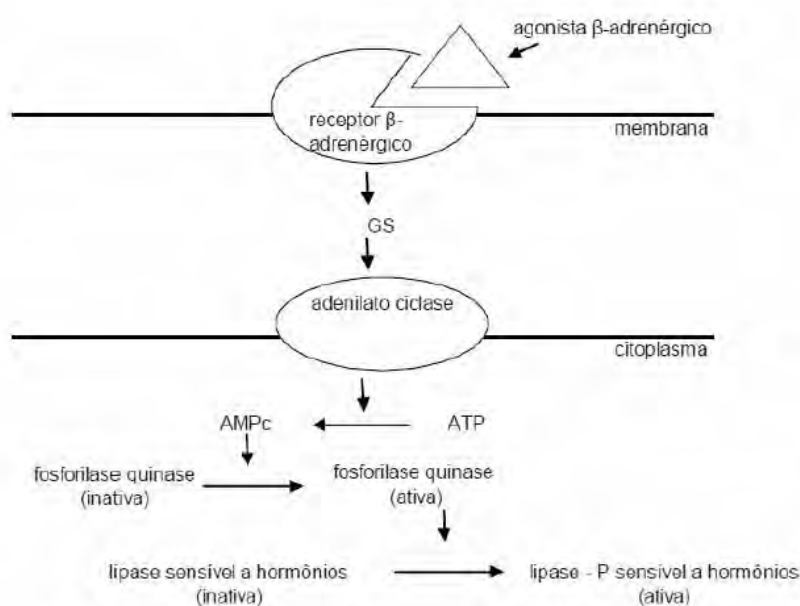 agonista β-adrenérgico
receptor β-
adrenérgico
membrana
GS
adenilato ciclase
citoplasma
AMPc
ATP
fosforilase quinase
(inativa)
fosforilase quinase
(ativa)
lipase sensível a hormônios
(inativa)
lipase - P sensível a hormônios
(ativa)